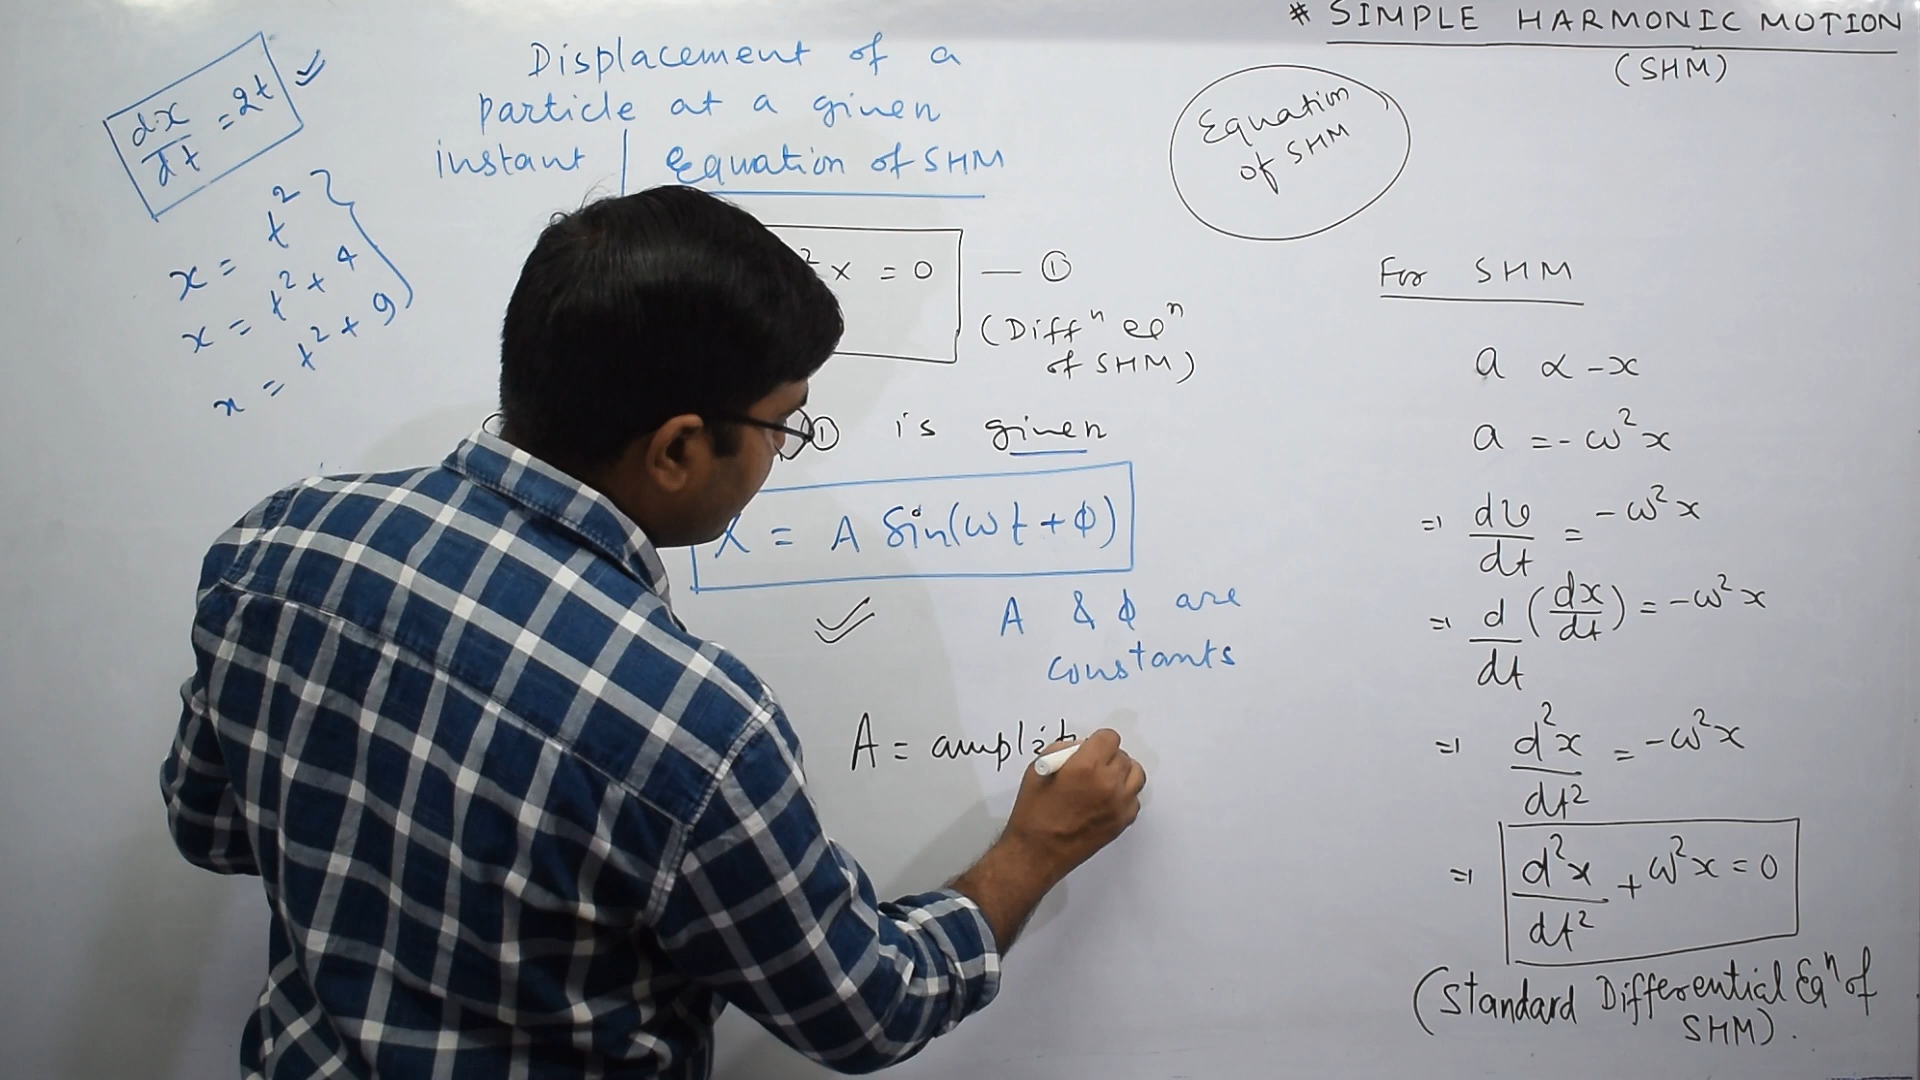 # SIMPLE HARMONIC MOTION
(SHM)
Equation
of SHM
dx/dt = 2t
x = t²
x = t² + 4
x = t² + 9
Displacement of a
particle at a given
instant | Equation of SHM
² x = 0 — ①
(Diffⁿ eqⁿ
of SHM)
① is given
X = A Sin(ωt + ϕ)
A & ϕ are
constants
A = amplit
For SHM
a ∝ -x
a = -ω²x
⇒ dv/dt = -ω²x
⇒ d/dt (dx/dt) = -ω²x
⇒ d²x/dt² = -ω²x
⇒ d²x/dt² + ω²x = 0
(Standard Differential Eqⁿ of
SHM).